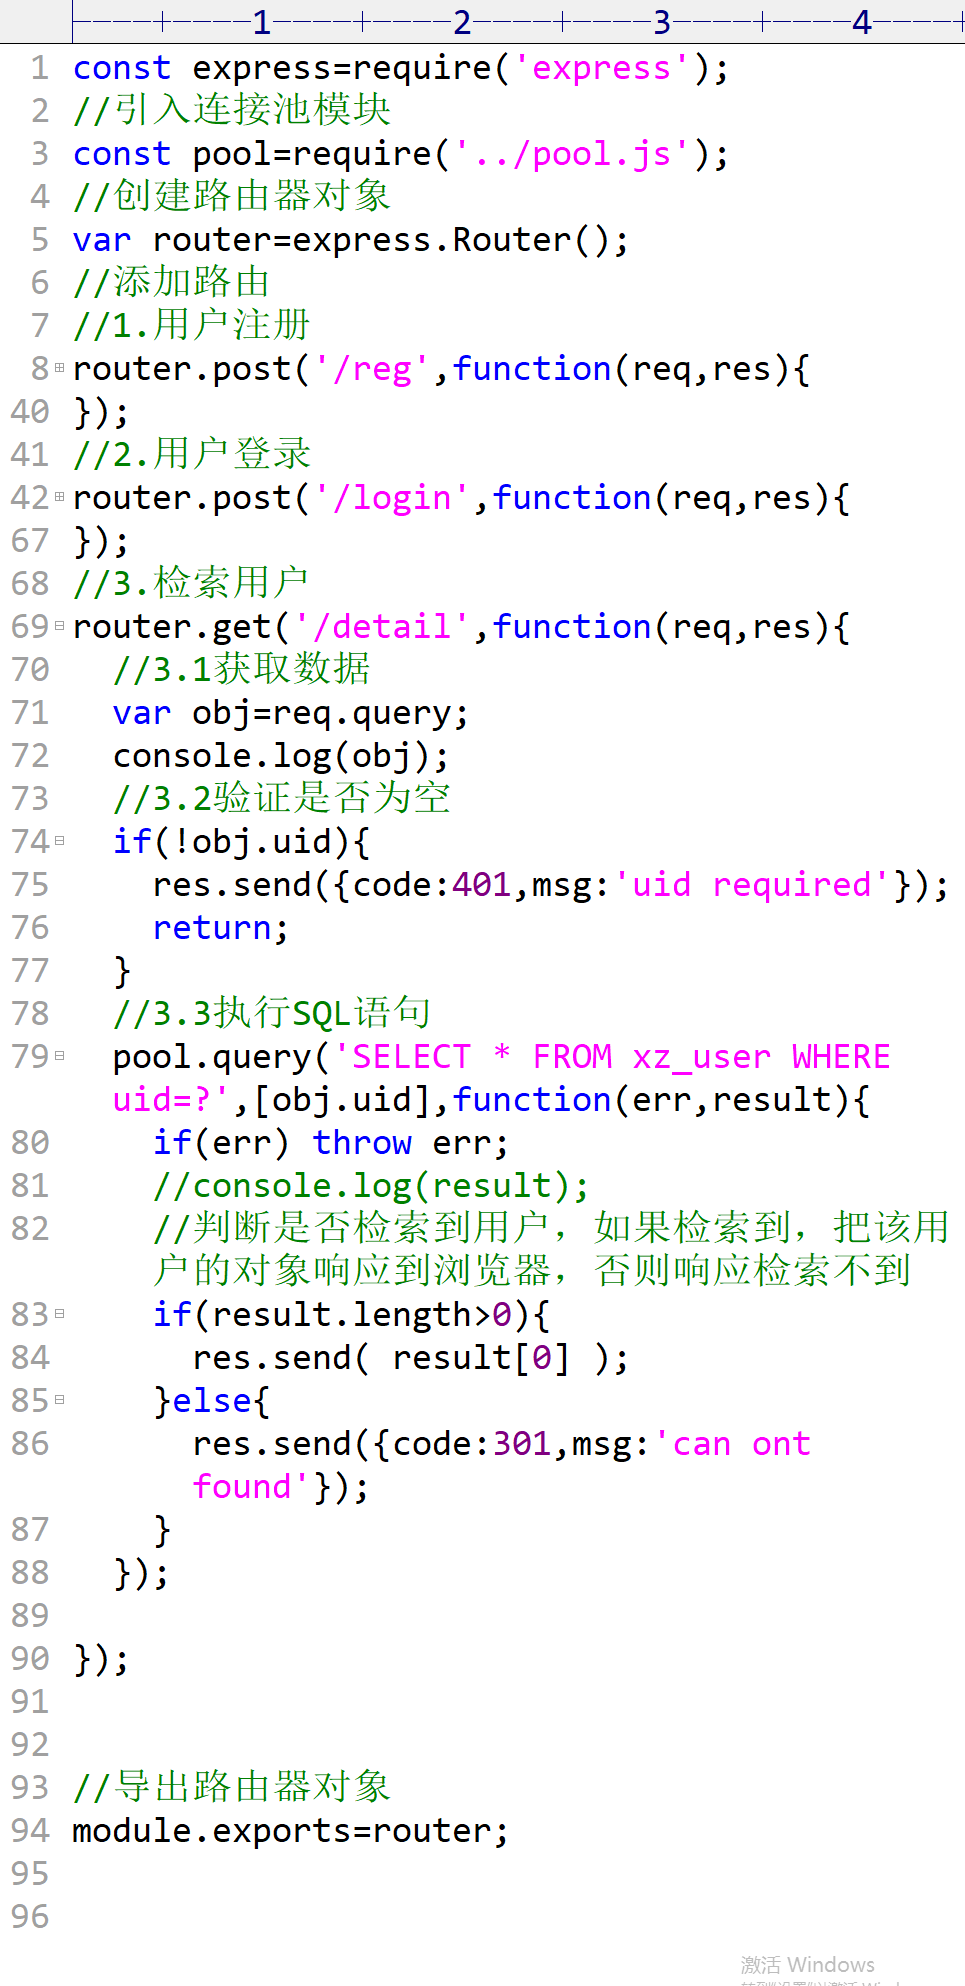 1 2 3 4
1 const express=require('express');
2 //引入连接池模块
3 const pool=require('../pool.js');
4 //创建路由器对象
5 var router=express.Router();
6 //添加路由
7 //1.用户注册
8 router.post('/reg',function(req,res){
40 });
41 //2.用户登录
42 router.post('/login',function(req,res){
67 });
68 //3.检索用户
69 router.get('/detail',function(req,res){
70 //3.1获取数据
71 var obj=req.query;
72 console.log(obj);
73 //3.2验证是否为空
74 if(!obj.uid){
75 res.send({code:401,msg:'uid required'});
76 return;
77 }
78 //3.3执行SQL语句
79 pool.query('SELECT * FROM xz_user WHERE
uid=?',[obj.uid],function(err,result){
80 if(err) throw err;
81 //console.log(result);
82 //判断是否检索到用户，如果检索到，把该用
户的对象响应到浏览器，否则响应检索不到
83 if(result.length>0){
84 res.send( result[0] );
85 }else{
86 res.send({code:301,msg:'can ont
found'});
87 }
88 });
89
90 });
91
92
93 //导出路由器对象
94 module.exports=router;
95
96
激活 Windows